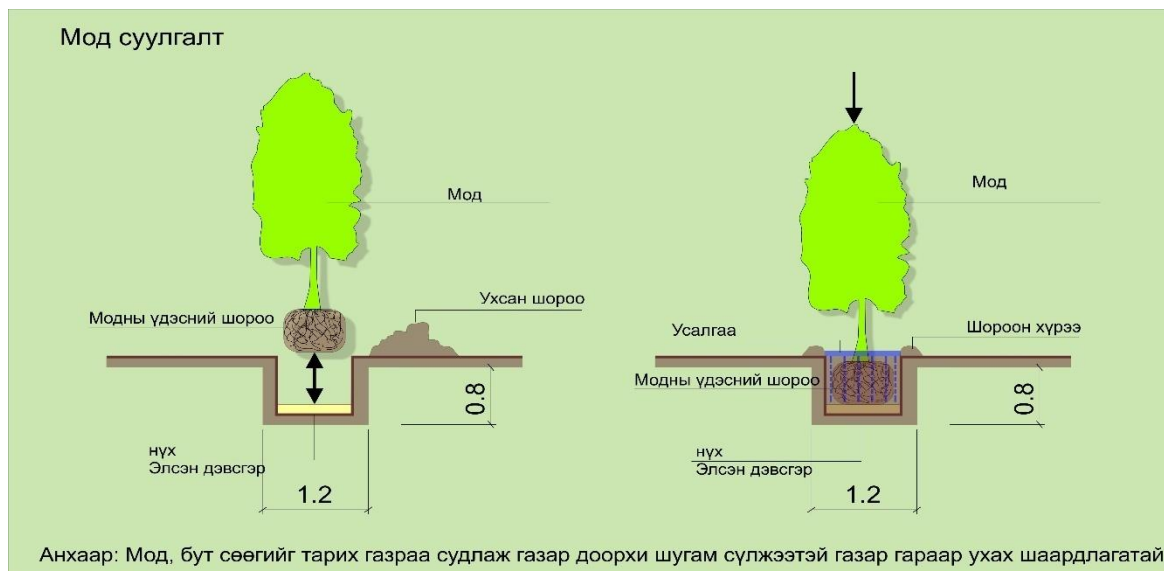 Мод суулгалт
Мод
Ухсан шороо
Модны үдэсний шороо
0.8
нүх
Элсэн дэвсгэр
1.2
Мод
Усалгаа
Шороон хүрээ
Модны үдэсний шороо
0.8
нүх
Элсэн дэвсгэр
1.2
Анхаар: Мод, бут сөөгийг тарих газраа судлаж газар доорхи шугам сүлжээтэй газар гараар ухах шаардлагатай